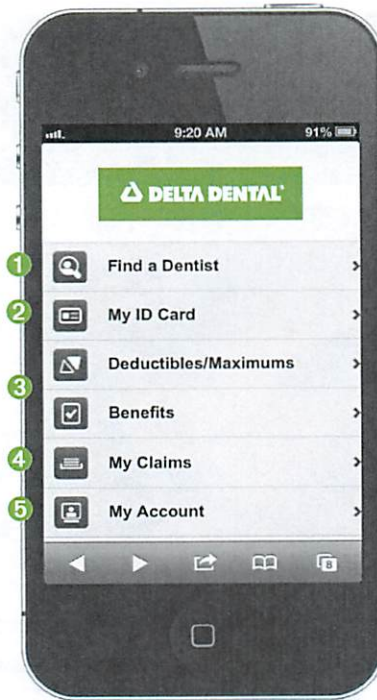 9:20 AM 91%
DELTA DENTAL®
1 Find a Dentist
2 My ID Card
Deductibles/Maximums
3
Benefits
4 My Claims
5 My Account
8